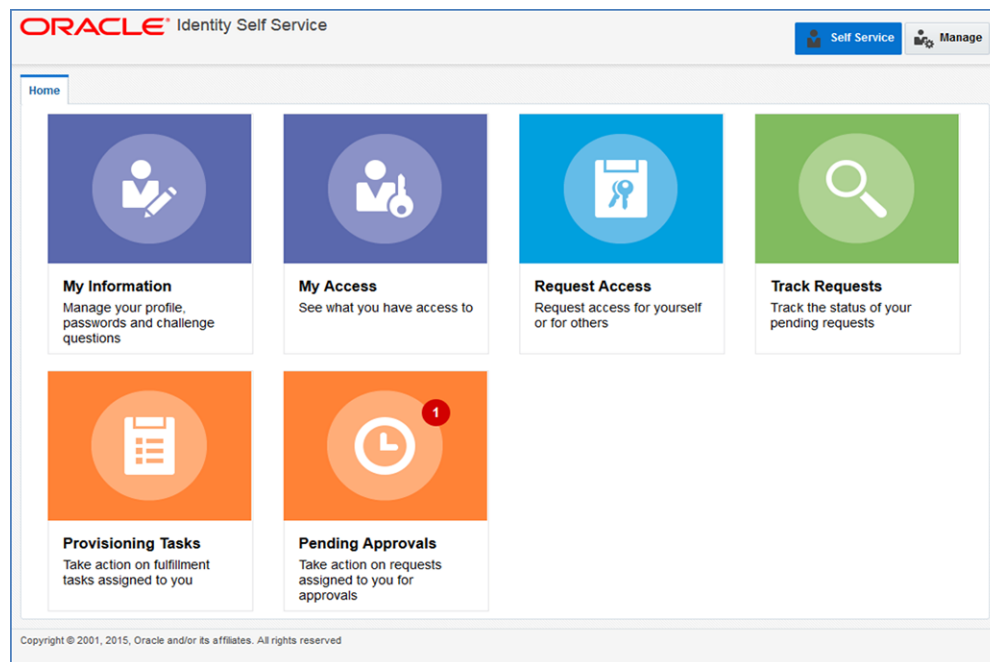 ORACLE® Identity Self Service
Self Service
Manage
Home
My Information
Manage your profile,
passwords and challenge
questions
My Access
See what you have access to
Request Access
Request access for yourself
or for others
Track Requests
Track the status of your
pending requests
1
Provisioning Tasks
Take action on fulfillment
tasks assigned to you
Pending Approvals
Take action on requests
assigned to you for
approvals
Copyright © 2001, 2015, Oracle and/or its affiliates. All rights reserved